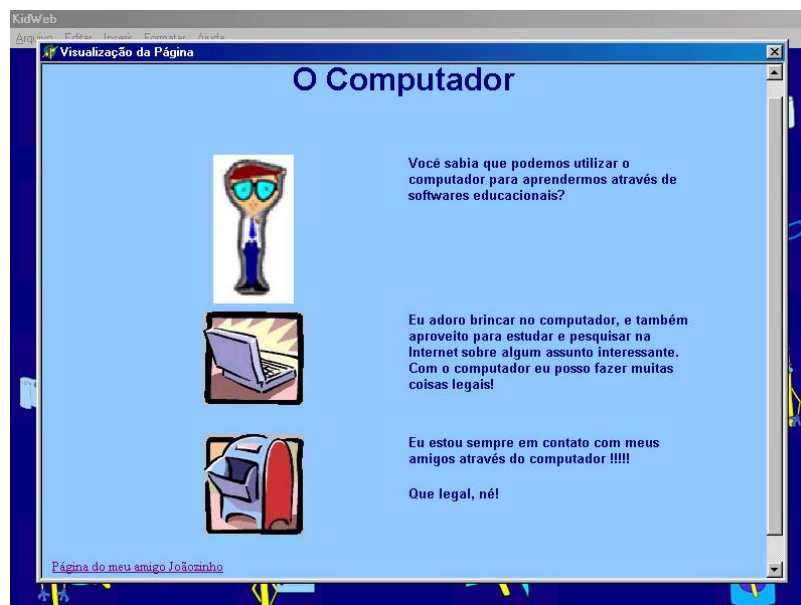 KidWeb
Arquivo Editar Inserir Formatar Ajuda
Visualização da Página
O Computador
Você sabia que podemos utilizar o
computador para aprendermos através de
softwares educacionais?
Eu adoro brincar no computador, e também
aproveito para estudar e pesquisar na
Internet sobre algum assunto interessante.
Com o computador eu posso fazer muitas
coisas legais!
Eu estou sempre em contato com meus
amigos através do computador !!!!!
Que legal, né!
Página do meu amigo Joãozinho